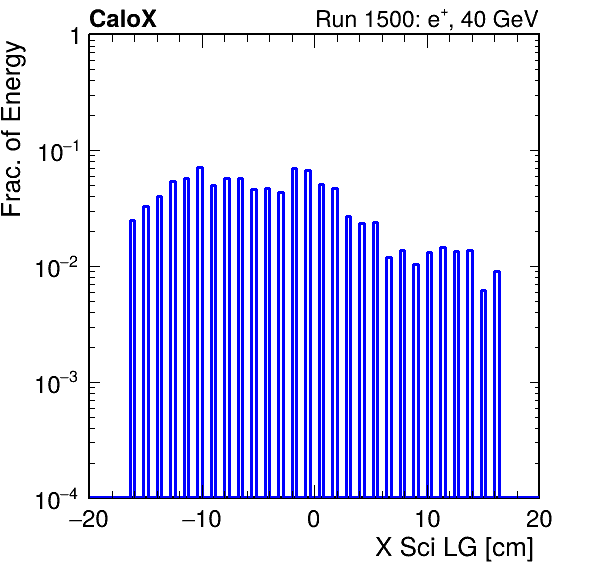 CaloX Run 1500: e⁺, 40 GeV
Frac. of Energy
1
10⁻¹
10⁻²
10⁻³
10⁻⁴
−20 −10 0 10 20
X Sci LG [cm]